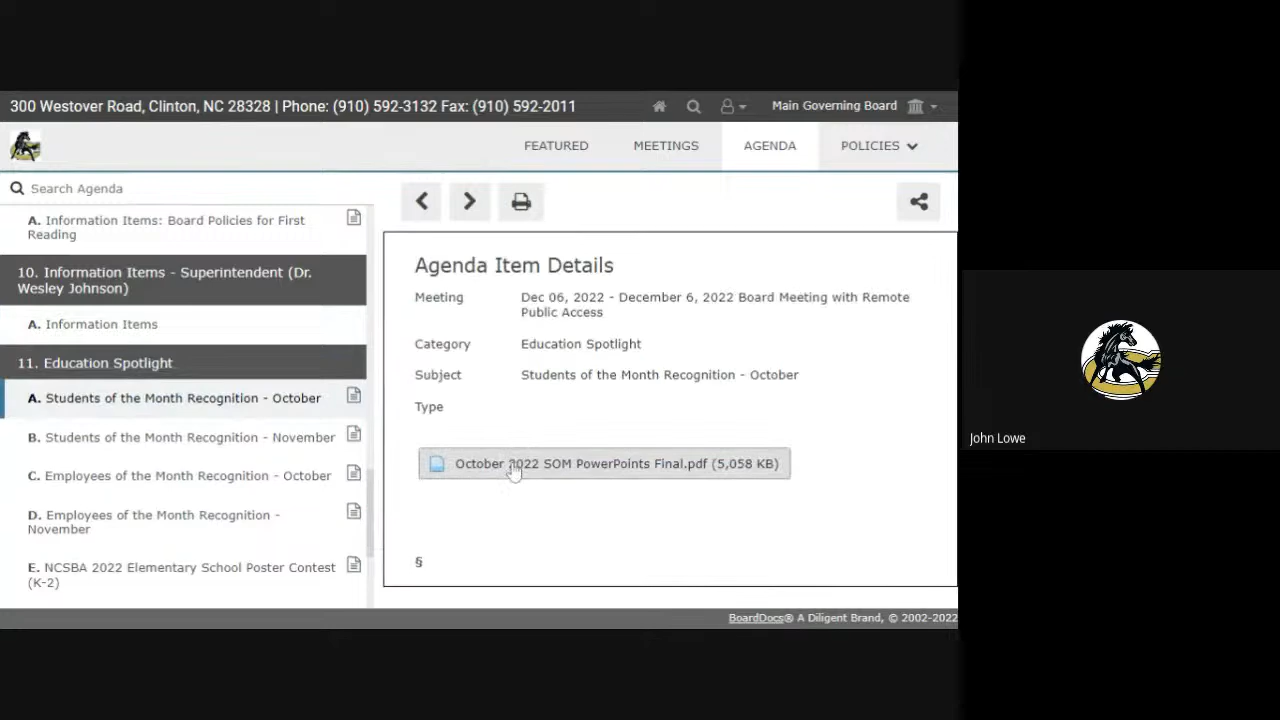 300 Westover Road, Clinton, NC 28328 | Phone: (910) 592-3132 Fax: (910) 592-2011
Main Governing Board
FEATURED
MEETINGS
AGENDA
POLICIES
Search Agenda
A. Information Items: Board Policies for First
Reading
10. Information Items - Superintendent (Dr.
Wesley Johnson)
A. Information Items
11. Education Spotlight
A. Students of the Month Recognition - October
B. Students of the Month Recognition - November
C. Employees of the Month Recognition - October
D. Employees of the Month Recognition -
November
E. NCSBA 2022 Elementary School Poster Contest
(K-2)
Agenda Item Details
Meeting
Dec 06, 2022 - December 6, 2022 Board Meeting with Remote
Public Access
Category
Education Spotlight
Subject
Students of the Month Recognition - October
Type
October 2022 SOM PowerPoints Final.pdf (5,058 KB)
§
BoardDocs® A Diligent Brand, © 2002-2022
John Lowe